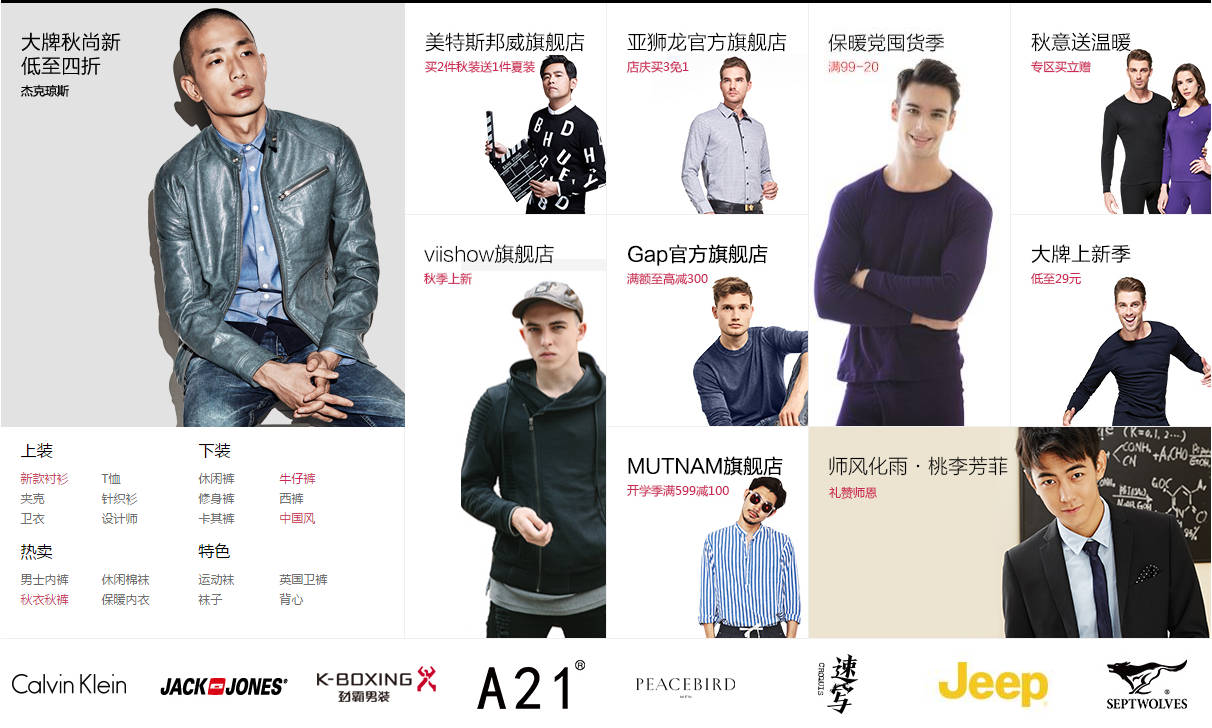 大牌秋尚新
低至四折
杰克琼斯
美特斯邦威旗舰店
买2件秋装送1件夏装
亚狮龙官方旗舰店
店庆买3免1
保暖党囤货季
满99-20
秋意送温暖
专区买立赠
viishow旗舰店
秋季上新
Gap官方旗舰店
满额至高减300
大牌上新季
低至29元
MUTNAM旗舰店
开学季满599减100
师风化雨·桃李芳菲
礼赞师恩
上装
下装
新款衬衫 T恤 休闲裤 牛仔裤
夹克 针织衫 修身裤 西裤
卫衣 设计师 卡其裤 中国风
热卖
特色
男士内裤 休闲棉袜 运动袜 英国卫裤
秋衣秋裤 保暖内衣 袜子 背心
Calvin Klein
JACK JONES
K-BOXING
劲霸男装
A21®
PEACEBIRD
速写
CROQUIS
Jeep
SEPTWOLVES